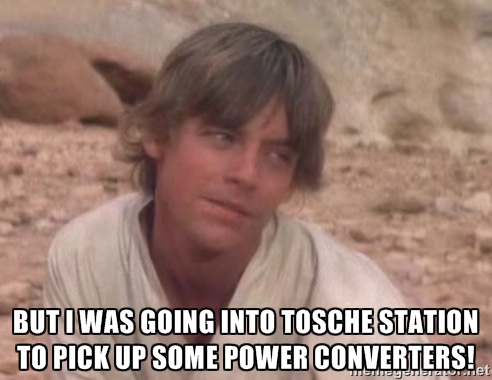 BUT I WAS GOING INTO TOSCHE STATION
TO PICK UP SOME POWER CONVERTERS!
memegenerator.net